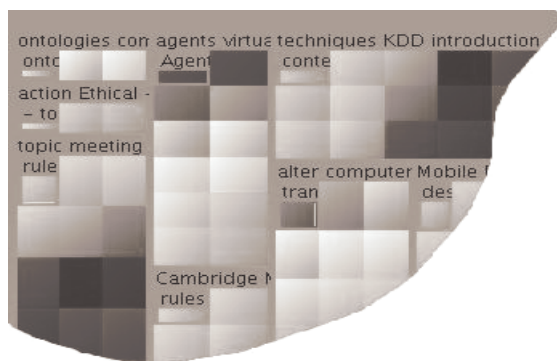 ontologies con
onto
action Ethical -
– to
topic meeting
rule
agents virtua
Agent
Cambridge
rules
techniques KDD introduction
conte
alter computer
tran
Mobile
des